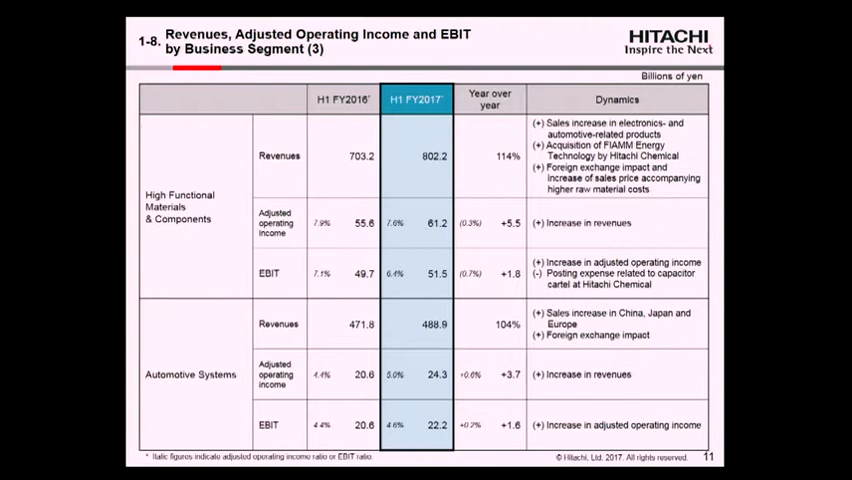 1-8. Revenues, Adjusted Operating Income and EBIT
by Business Segment (3)
HITACHI
Inspire the Next
Billions of yen
H1 FY2016* H1 FY2017* Year over year Dynamics
High Functional Materials & Components
Revenues 703.2 802.2 114%
(+) Sales increase in electronics- and
automotive-related products
(+) Acquisition of FIAMM Energy
Technology by Hitachi Chemical
(+) Foreign exchange impact and
increase of sales price accompanying
higher raw material costs
Adjusted operating income 7.9% 55.6 7.6% 61.2 (0.3%) +5.5 (+) Increase in revenues
EBIT 7.1% 49.7 6.4% 51.5 (0.7%) +1.8
(+) Increase in adjusted operating income
(-) Posting expense related to capacitor
cartel at Hitachi Chemical
Automotive Systems
Revenues 471.8 488.9 104%
(+) Sales increase in China, Japan and
Europe
(+) Foreign exchange impact
Adjusted operating income 4.4% 20.6 5.0% 24.3 +0.6% +3.7 (+) Increase in revenues
EBIT 4.4% 20.6 4.6% 22.2 +0.2% +1.6 (+) Increase in adjusted operating income
* Italic figures indicate adjusted operating income ratio or EBIT ratio.
© Hitachi, Ltd. 2017. All rights reserved. 11